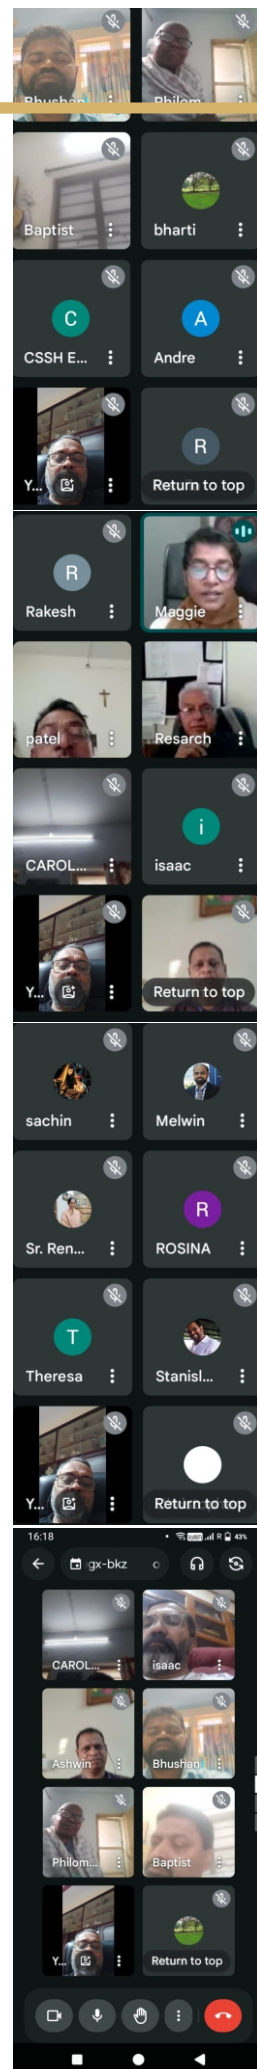 Bhushan Philom
Baptist bharti
C A
CSSH E... Andre
R
Y... Return to top
R
Rakesh Maggie
patel Resarch
i
CAROL... isaac
Y... Return to top
sachin Melwin
R
Sr. Ren... ROSINA
T
Theresa Stanisl...
Y... Return to top
16:18 R 43%
gx-bkz
CAROL... isaac
Ashwin Bhushan
Philom... Baptist
Y... Return to top